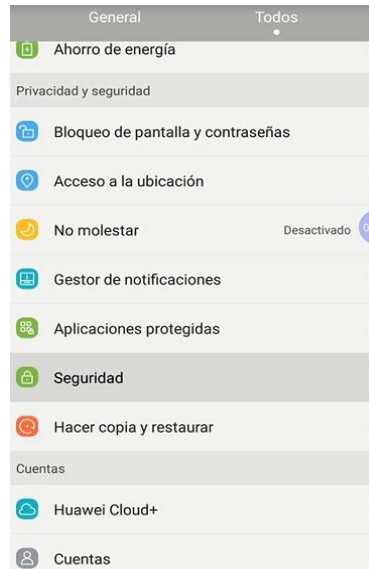 General Todos
Ahorro de energía
Privacidad y seguridad
Bloqueo de pantalla y contraseñas
Acceso a la ubicación
No molestar Desactivado
Gestor de notificaciones
Aplicaciones protegidas
Seguridad
Hacer copia y restaurar
Cuentas
Huawei Cloud+
Cuentas